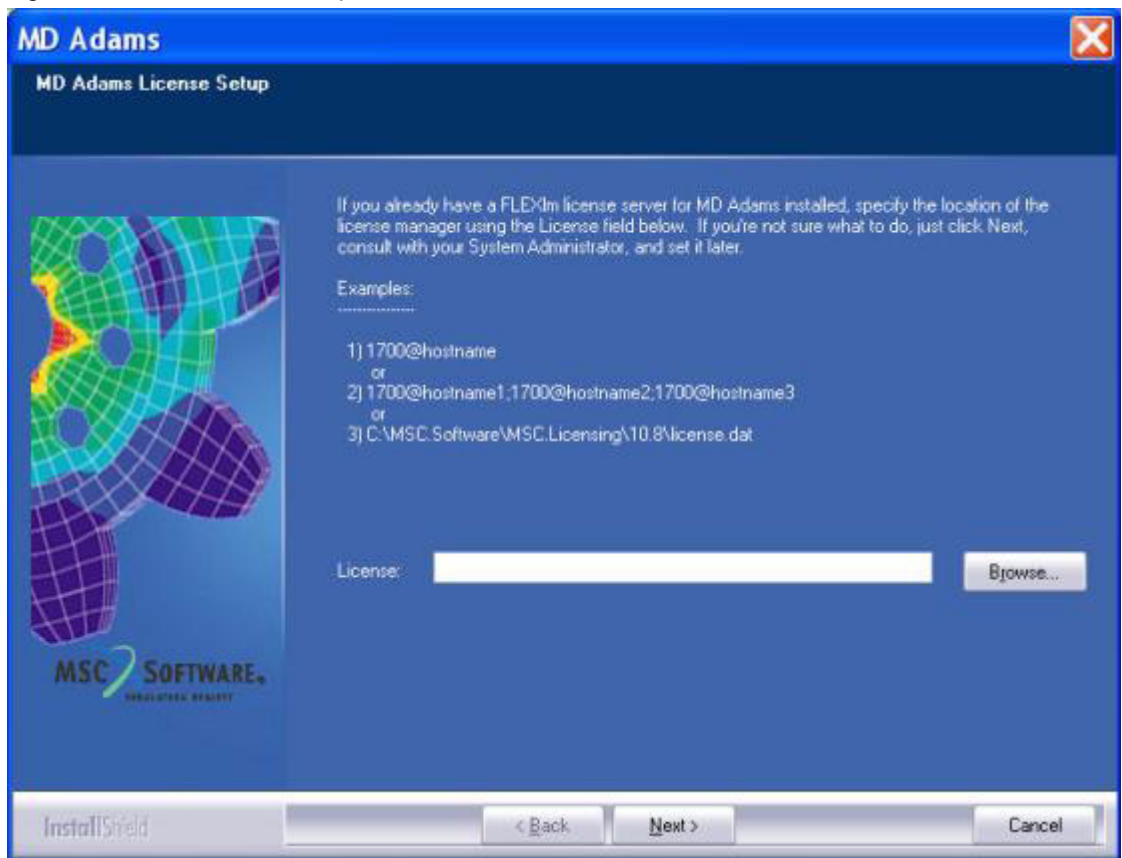 MD Adams
MD Adams License Setup
If you already have a FLEXlm license server for MD Adams installed, specify the location of the
license manager using the License field below. If you're not sure what to do, just click Next,
consult with your System Administrator, and set it later.
Examples:
-----------------
1) 1700@hostname
or
2) 1700@hostname1;1700@hostname2;1700@hostname3
or
3) C:\MSC.Software\MSC.Licensing\10.8\license.dat
License:
Browse...
MSC SOFTWARE
SIMULATING REALITY
InstallShield
< Back
Next >
Cancel